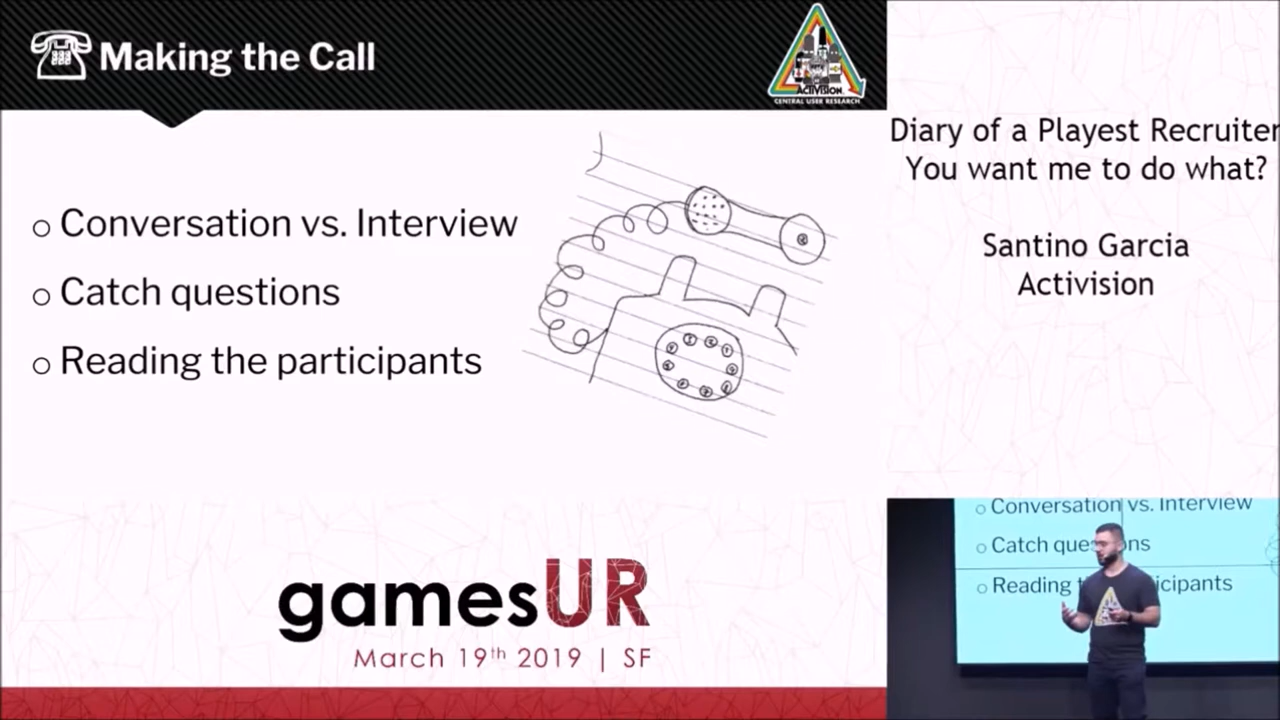 Making the Call
ACTIVISION
CENTRAL USER RESEARCH
Conversation vs. Interview
Catch questions
Reading the participants
Diary of a Playest Recruiter
You want me to do what?
Santino Garcia
Activision
gamesUR
March 19th 2019 | SF
Conversation vs. Interview
Catch ques ons
Reading t icipants